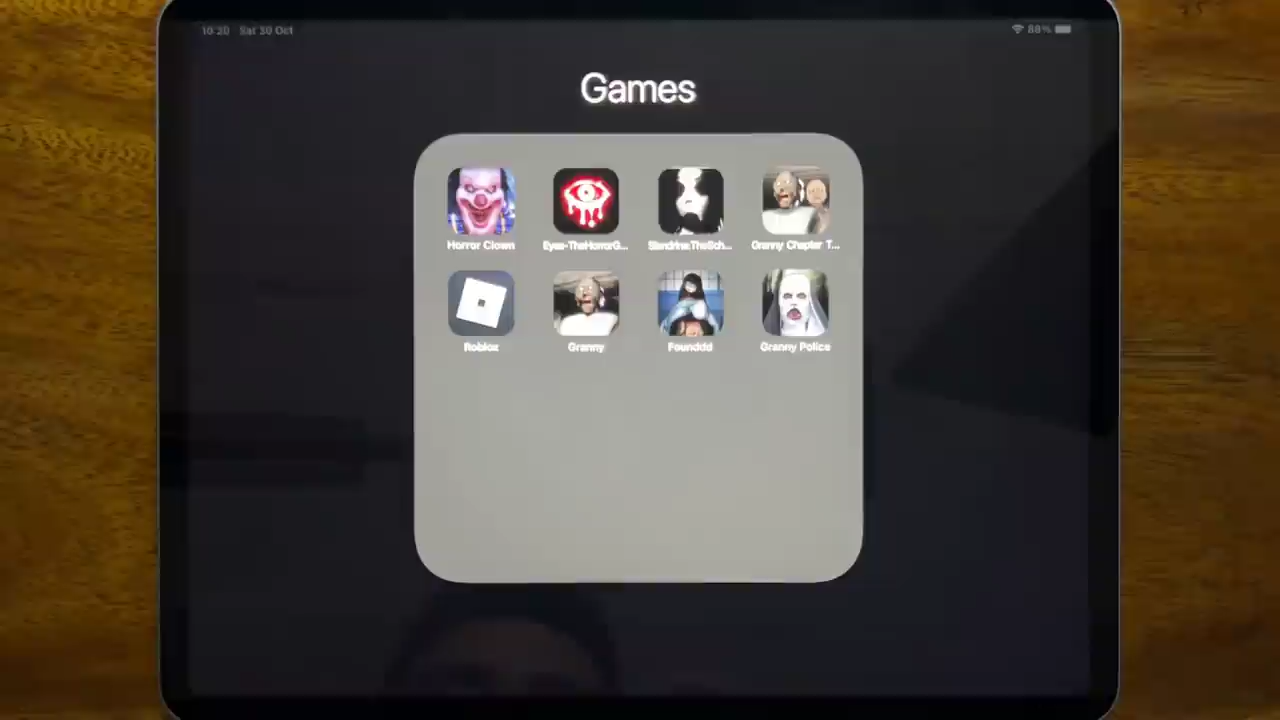 10:20 Sat 30 Oct
88%
Games
Horror Clown
Eyes-TheHorrorG...
Slendrina:TheSch...
Granny Chapter T...
Roblox
Granny
Founddd
Granny Police